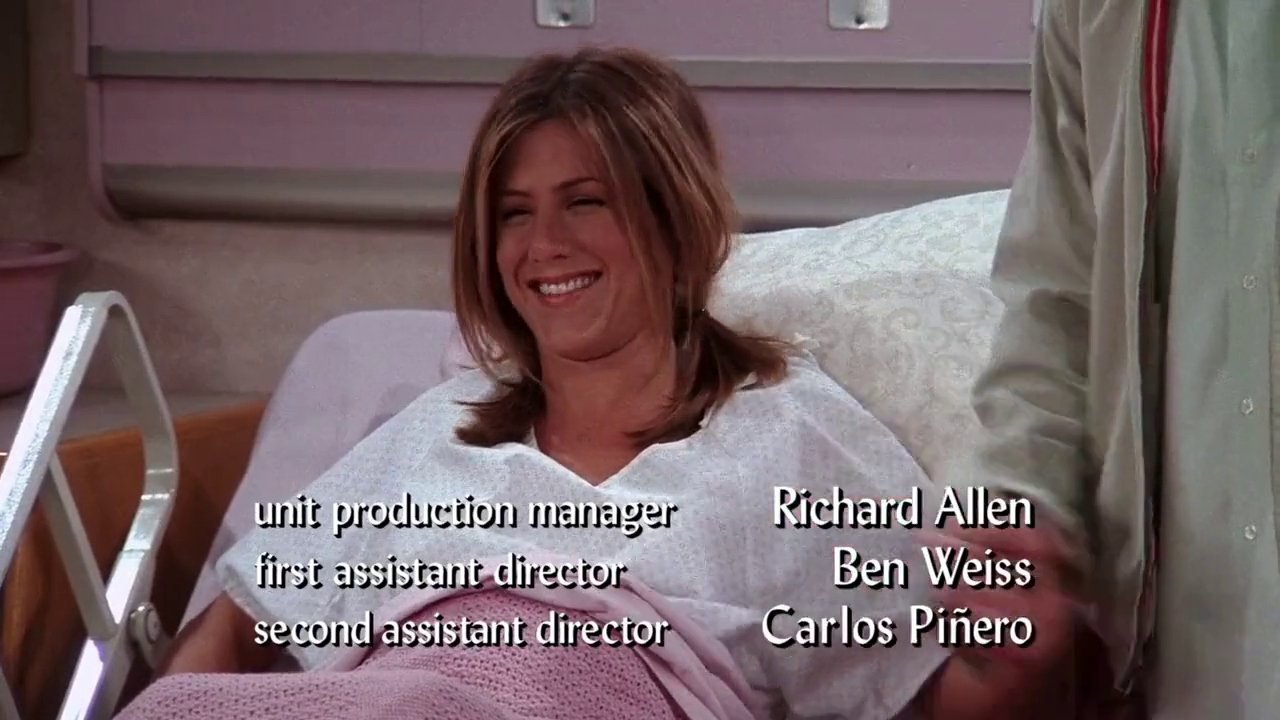 unit production manager Richard Allen
first assistant director Ben Weiss
second assistant director Carlos Piñero